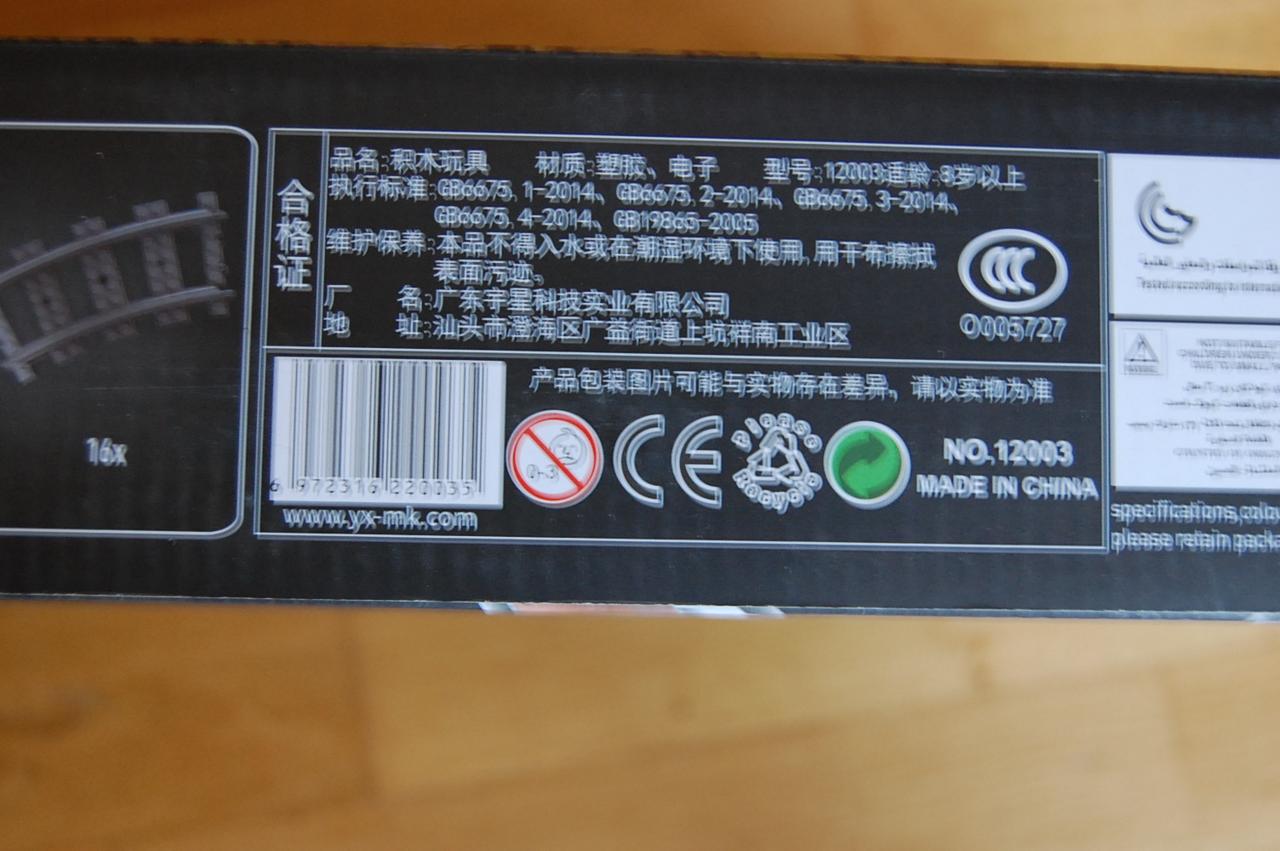 16x
合格证
品名:积木玩具 材质:塑胶、电子 型号:12003适龄:8岁以上
执行标准:GB6675.1-2014、GB6675.2-2014、GB6675.3-2014、
GB6675.4-2014、GB19865-2005
维护保养:本品不得入水或在潮湿环境下使用,用干布擦拭
表面污迹。
厂 名:广东宇星科技实业有限公司
地 址:汕头市澄海区广益街道上坑祥南工业区
O005727
产品包装图片可能与实物存在差异，请以实物为准
6 972316 220035
www.yx-mk.com
0-3
CE
Please Recycle
NO.12003
MADE IN CHINA
Tested according to
specifications,colou
please retain packa